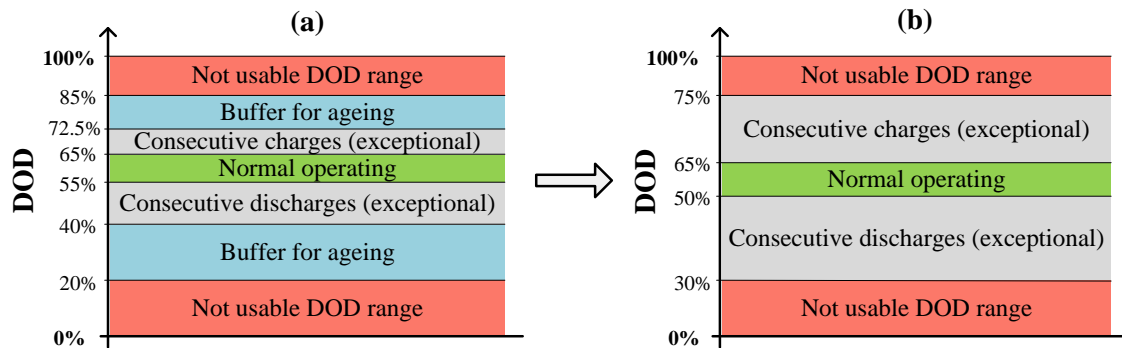 (a)
DOD
100%
Not usable DOD range
85%
Buffer for ageing
72.5%
Consecutive charges (exceptional)
65%
Normal operating
55%
Consecutive discharges (exceptional)
40%
Buffer for ageing
20%
Not usable DOD range
0%
(b)
DOD
100%
Not usable DOD range
75%
Consecutive charges (exceptional)
65%
Normal operating
50%
Consecutive discharges (exceptional)
30%
Not usable DOD range
0%